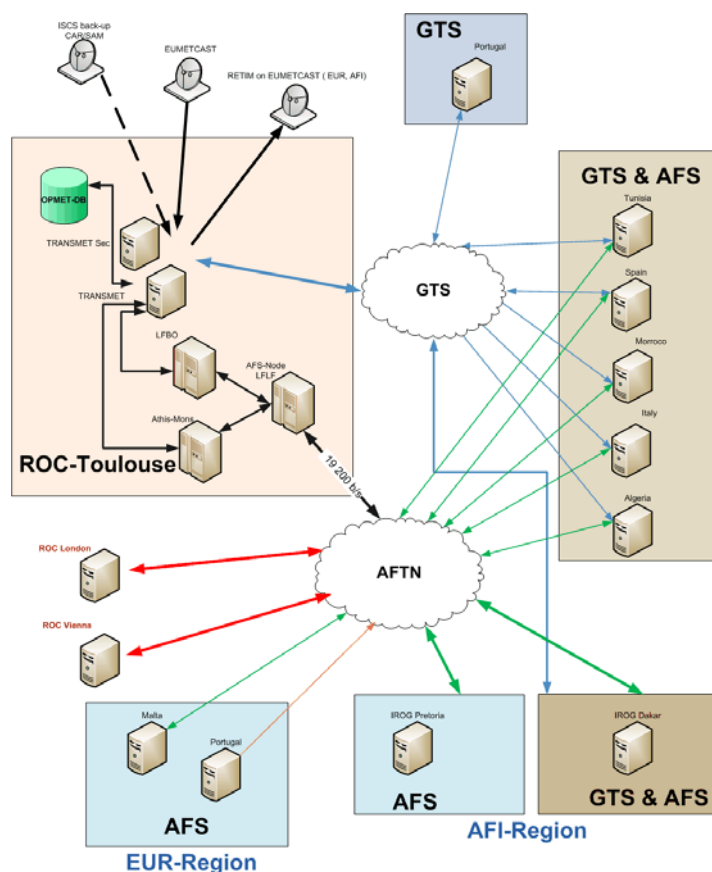 ISCS back-up
CAR/SAM
EUMETCAST
RETIM on EUMETCAST ( EUR, AFI)
GTS
Portugal
OPMET-DB
TRANSMET Sec
TRANSMET
LFBO
AFS-Node
LFLF
Athis-Mons
ROC-Toulouse
19 200 b/s
GTS
GTS & AFS
Tunisia
Spain
Morroco
Italy
Algeria
AFTN
ROC London
ROC Vienna
Malta
Portugal
AFS
EUR-Region
IROG Pretoria
AFS
IROG Dakar
GTS & AFS
AFI-Region